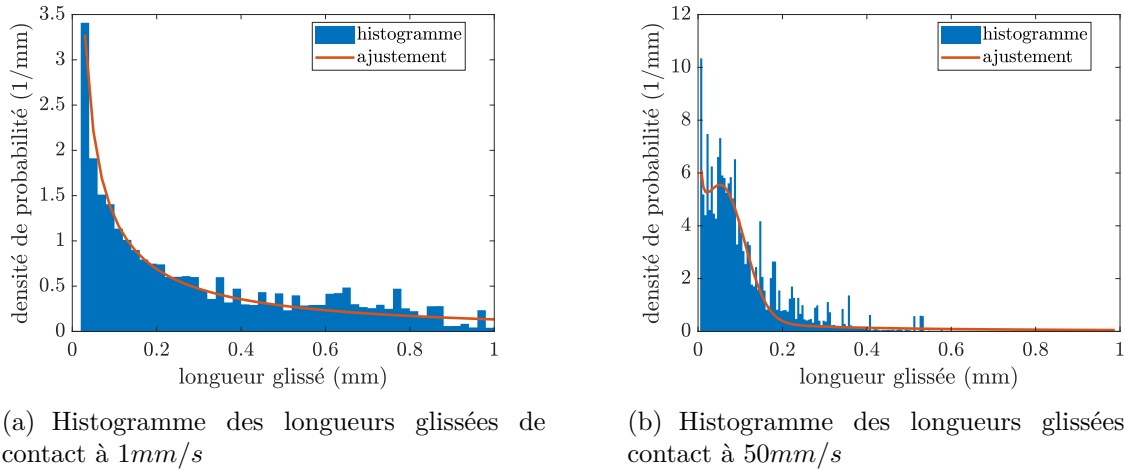 3.5
3
2.5
2
1.5
1
0.5
0
densité de probabilité (1/mm)
histogramme
ajustement
0 0.2 0.4 0.6 0.8 1
longueur glissé (mm)
(a) Histogramme des longueurs glissées de
contact à 1mm/s
12
10
8
6
4
2
0
densité de probabilité (1/mm)
histogramme
ajustement
0 0.2 0.4 0.6 0.8 1
longueur glissée (mm)
(b) Histogramme des longueurs glissées
contact à 50mm/s